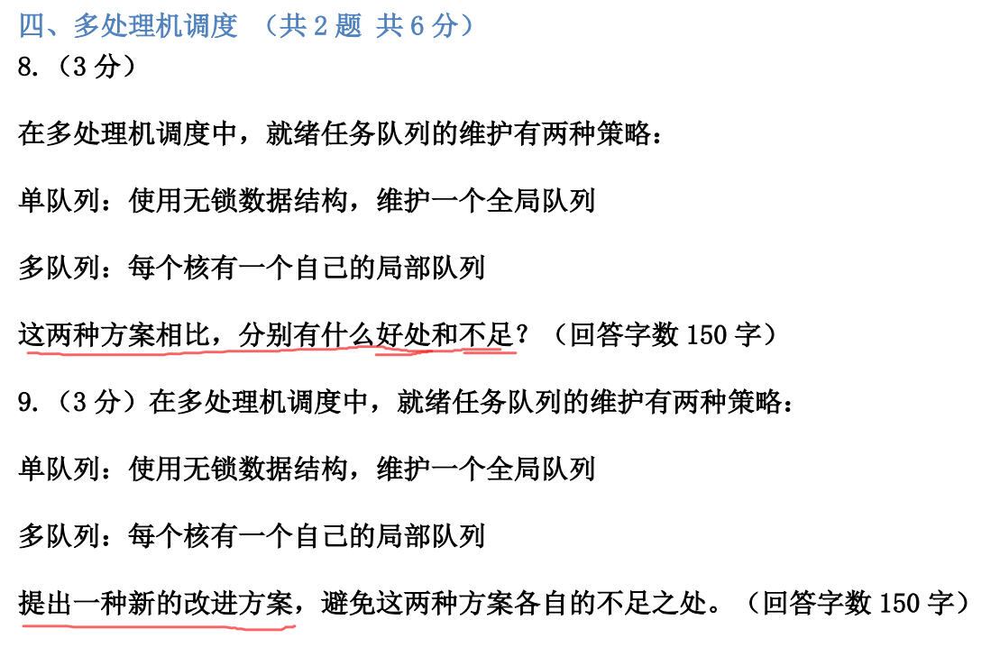 四、多处理机调度 （共 2 题 共 6 分）
8. （3 分）
在多处理机调度中，就绪任务队列的维护有两种策略：
单队列：使用无锁数据结构，维护一个全局队列
多队列：每个核有一个自己的局部队列
这两种方案相比，分别有什么好处和不足？（回答字数 150 字）
9. （3 分）在多处理机调度中，就绪任务队列的维护有两种策略：
单队列：使用无锁数据结构，维护一个全局队列
多队列：每个核有一个自己的局部队列
提出一种新的改进方案，避免这两种方案各自的不足之处。（回答字数 150 字）